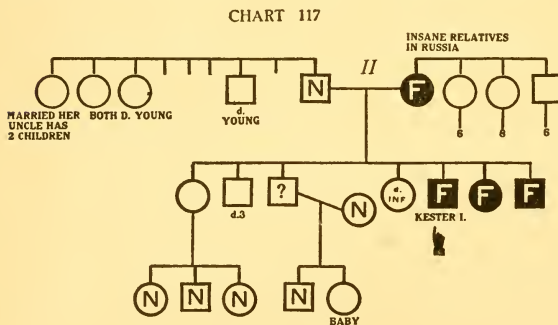 CHART 117
INSANE RELATIVES
IN RUSSIA
II
N
F
MARRIED HER
UNCLE HAS
2 CHILDREN
BOTH D. YOUNG
d.
YOUNG
6
8
6
d.3
?
N
d.
INF
F
F
F
KESTER I.
N
N
N
N
BABY